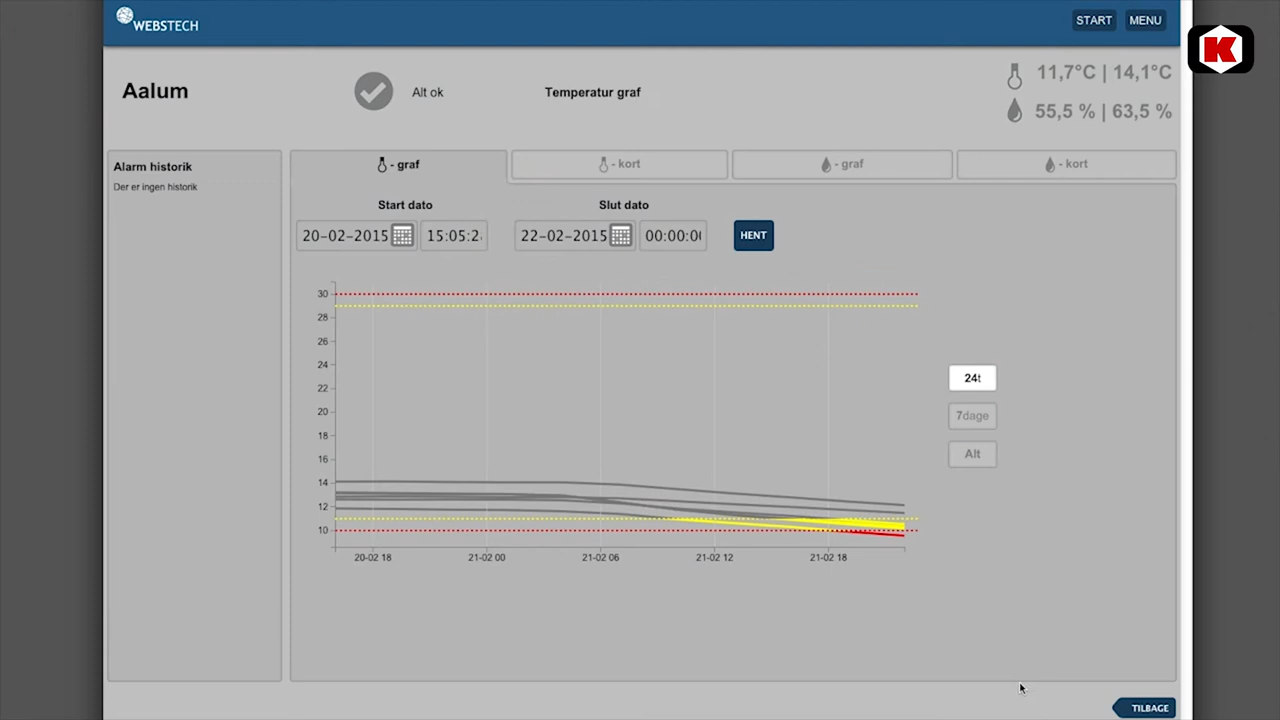 WEBSTECH
START
MENU
K
Aalum
Alt ok
Temperatur graf
11,7°C | 14,1°C
55,5 % | 63,5 %
Alarm historik
Der er ingen historik
- graf
- kort
- graf
- kort
Start dato
Slut dato
20-02-2015
15:05:2
22-02-2015
00:00:0
HENT
30
28
26
24
22
20
18
16
14
12
10
20-02 18
21-02 00
21-02 06
21-02 12
21-02 18
24t
7dage
Alt
TILBAGE